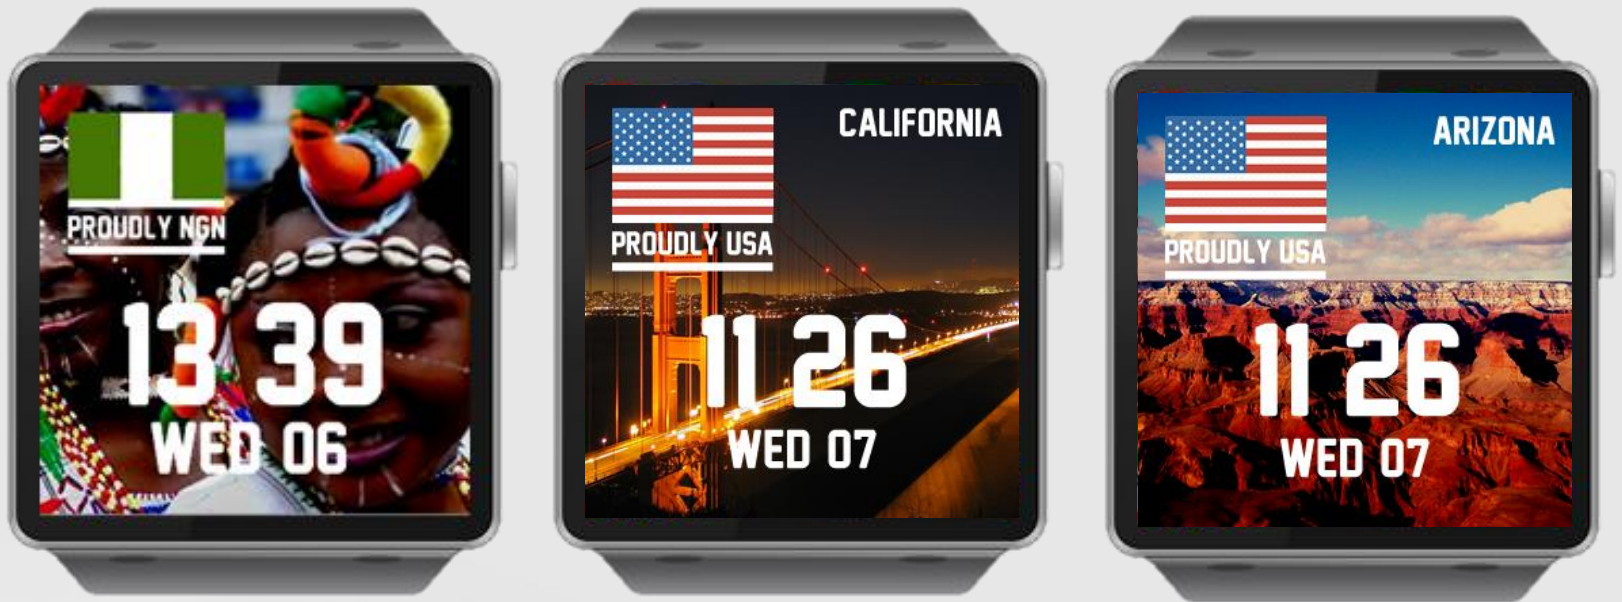 PROUDLY NGN
13 39
WED 06
CALIFORNIA
PROUDLY USA
11 26
WED 07
ARIZONA
PROUDLY USA
11 26
WED 07